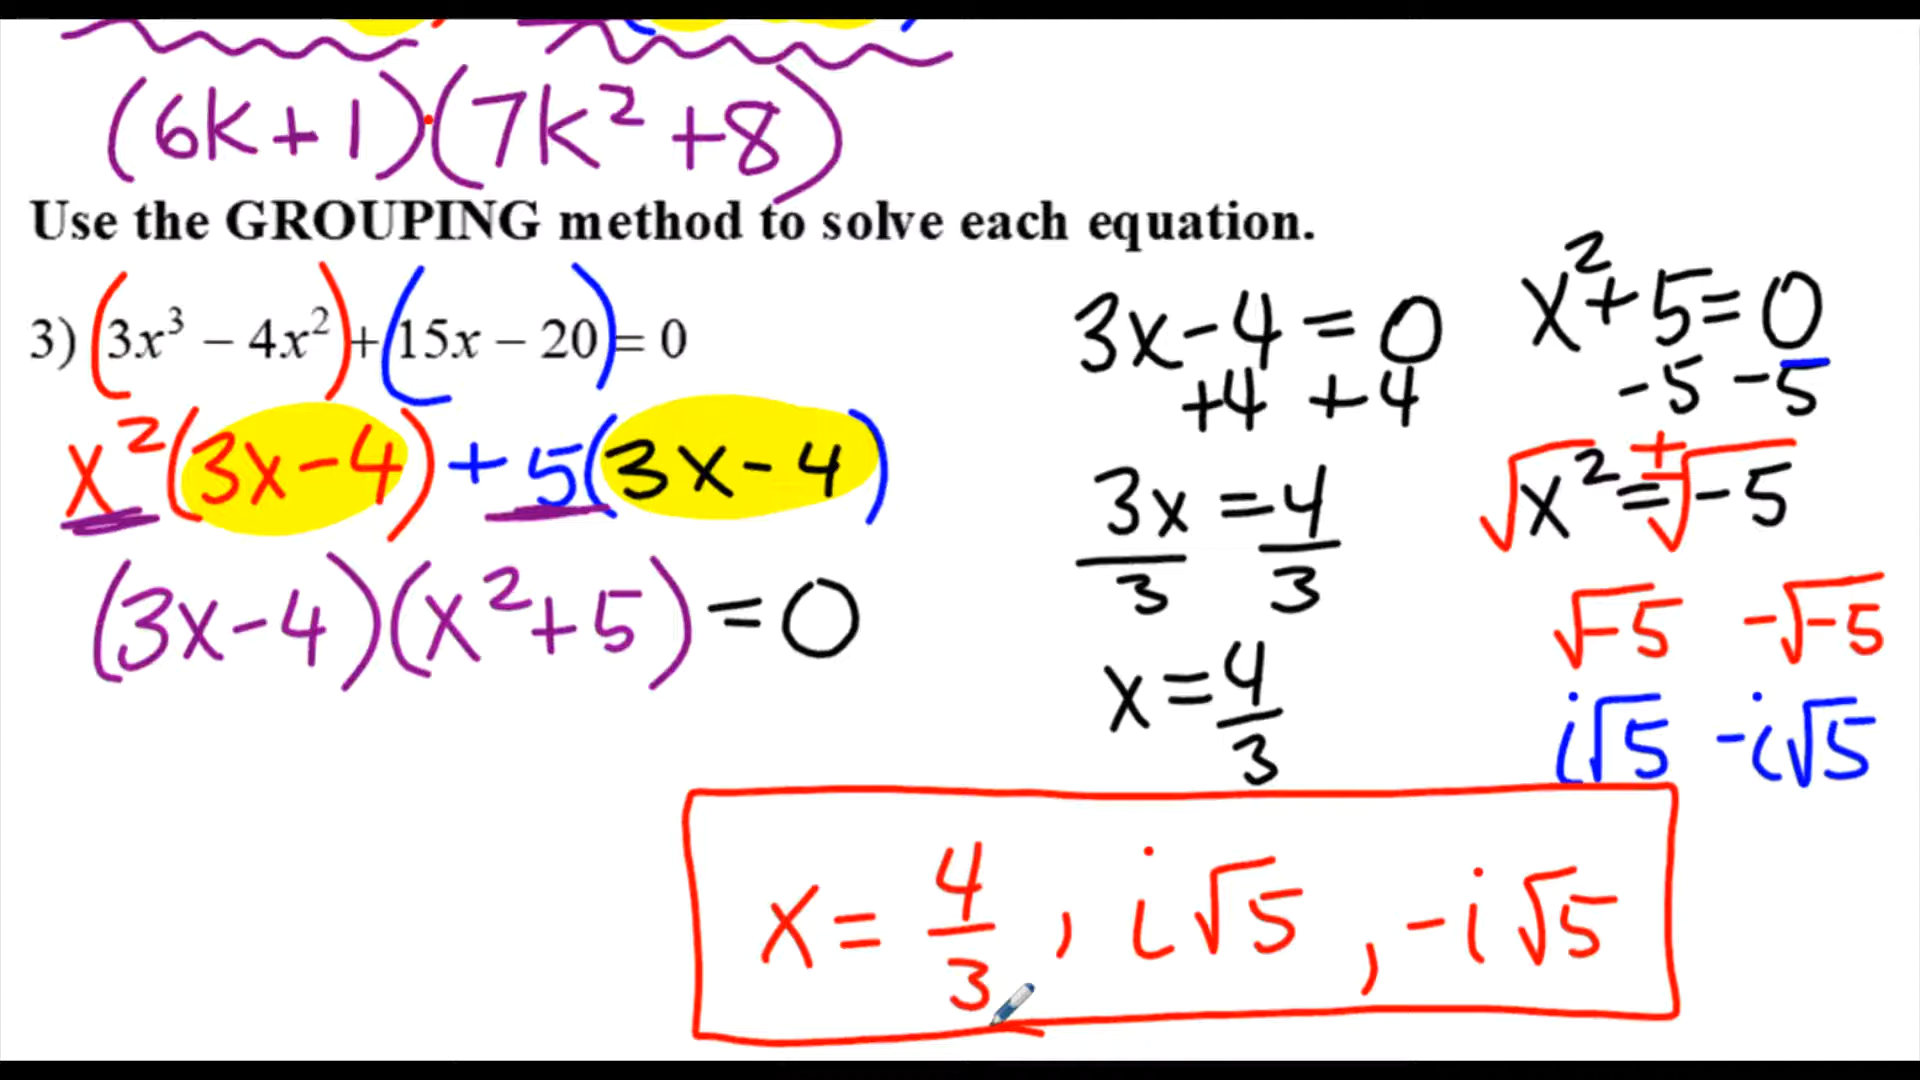 (6k+1)·(7k²+8)
Use the GROUPING method to solve each equation.
3) (3x³ − 4x²)+(15x − 20)= 0
x²(3x-4)+5(3x-4)
(3x-4)(x²+5)=0
3x-4=0
+4 +4
3x=4
3 3
x=4/3
x²+5=0
-5 -5
√x²=±√-5
√-5 -√-5
i√5 -i√5
x=4/3, i√5, -i√5